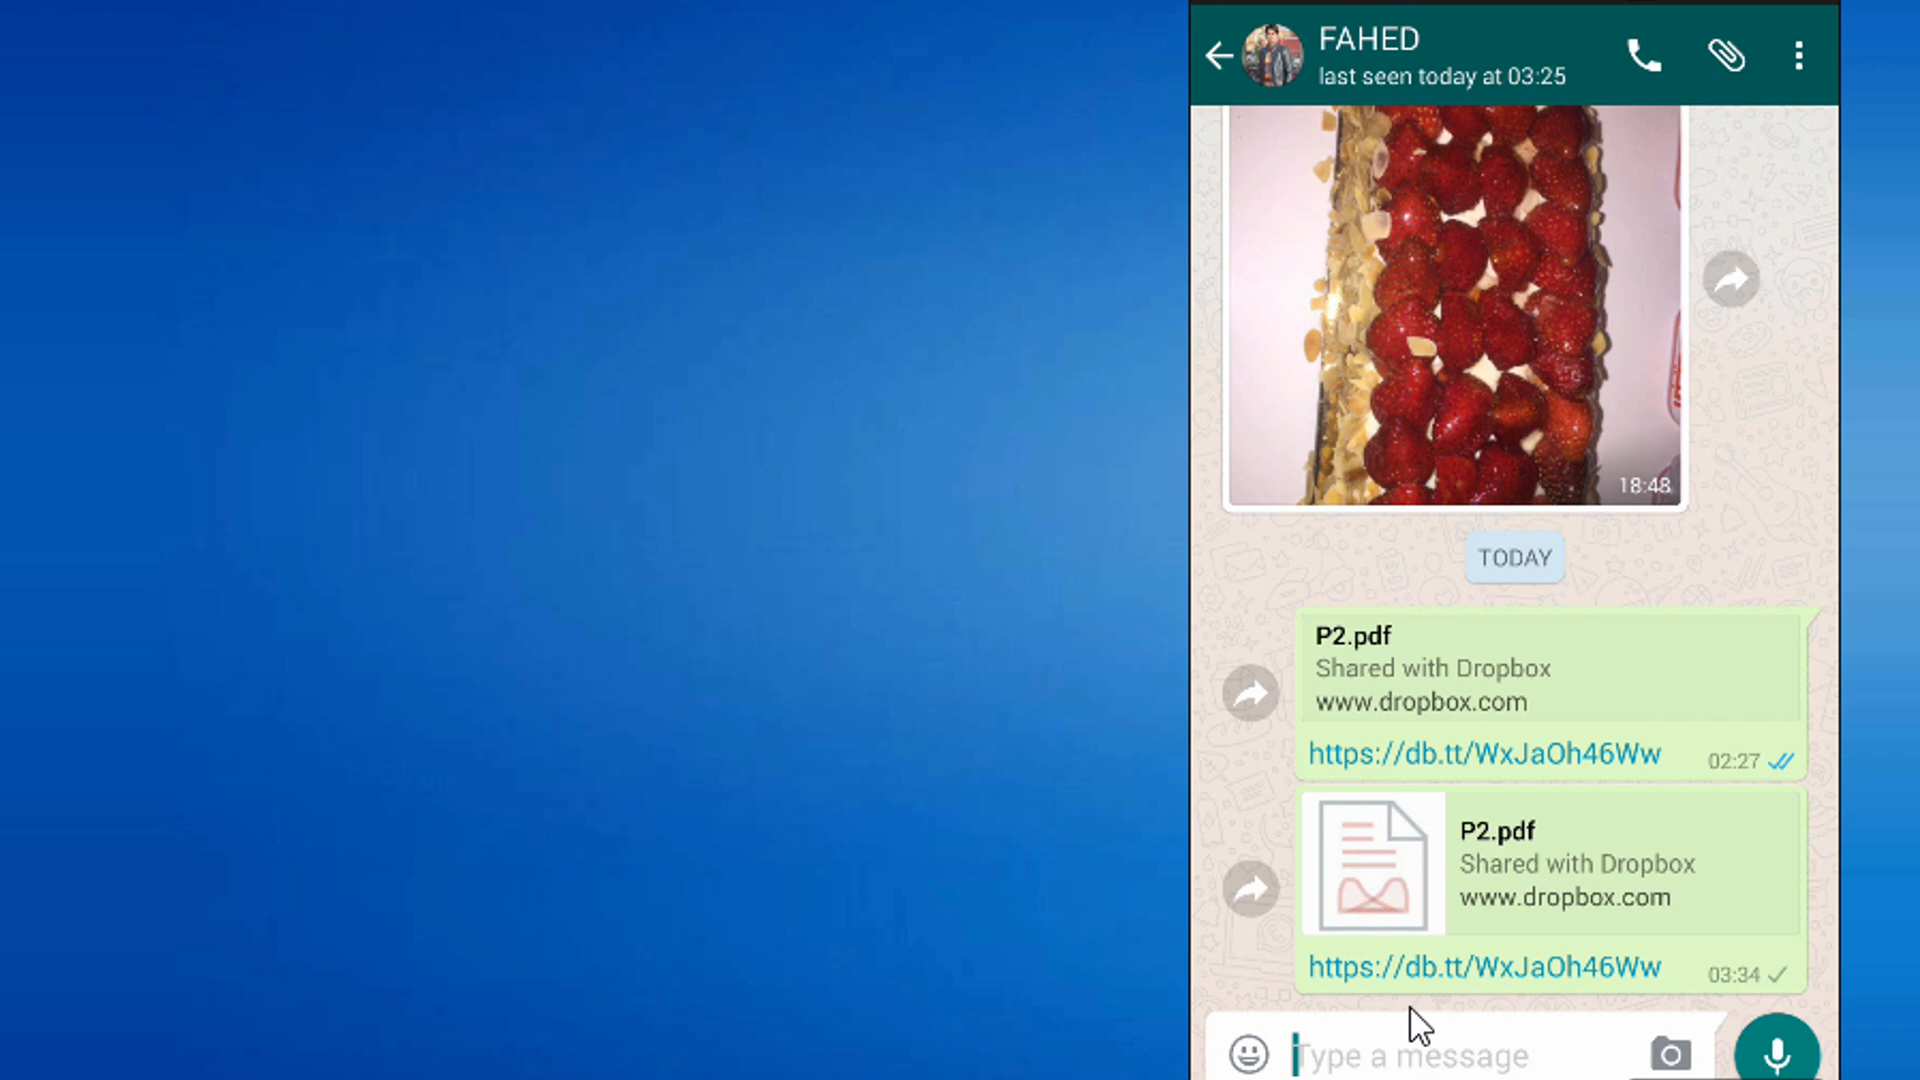 FAHED
last seen today at 03:25
18:48
TODAY
P2.pdf
Shared with Dropbox
www.dropbox.com
https://db.tt/WxJaOh46Ww 02:27
P2.pdf
Shared with Dropbox
www.dropbox.com
https://db.tt/WxJaOh46Ww 03:34
Type a message